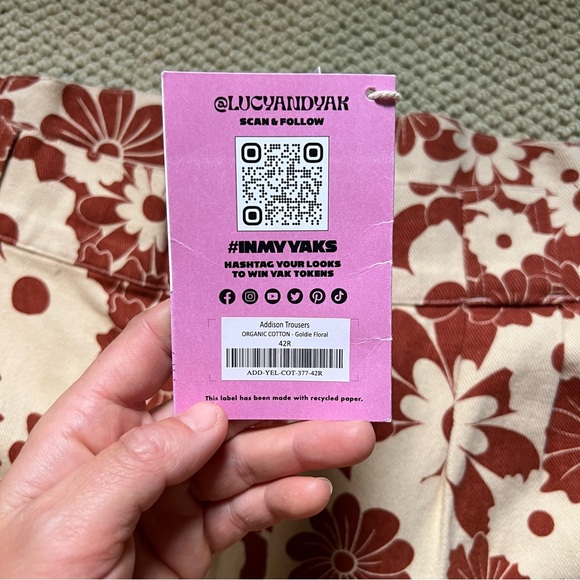 @LUCYANDYAK
SCAN & FOLLOW
#INMYYAKS
HASHTAG YOUR LOOKS
TO WIN YAK TOKENS
Addison Trousers
ORGANIC COTTON - Goldie Floral
42R
ADD-YEL-COT-377-42R
This label has been made with recycled paper.